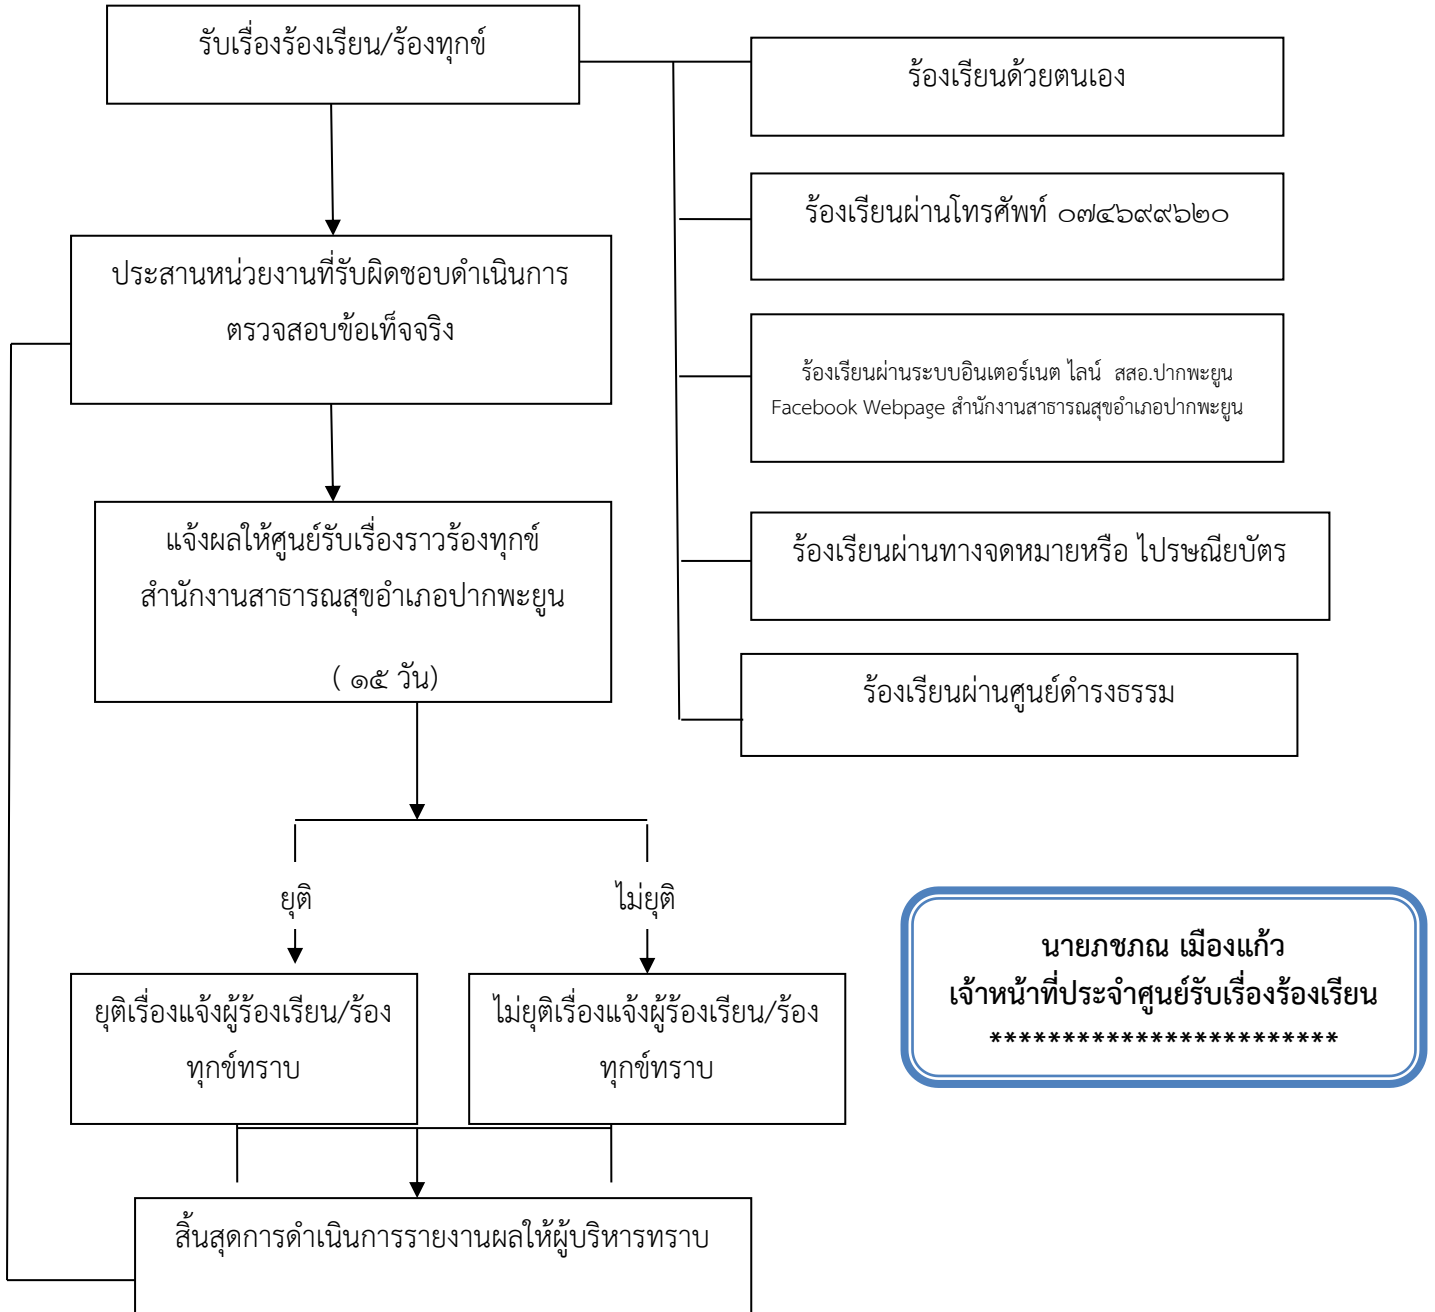 รับเรื่องร้องเรียน/ร้องทุกข์
ร้องเรียนด้วยตนเอง
ร้องเรียนผ่านโทรศัพท์ ๐๗๔๖๙๙๖๒๐
ประสานหน่วยงานที่รับผิดชอบดำเนินการ
ตรวจสอบข้อเท็จจริง
ร้องเรียนผ่านระบบอินเตอร์เนต ไลน์ สสอ.ปากพะยูน
Facebook Webpage สำนักงานสาธารณสุขอำเภอปากพะยูน
แจ้งผลให้ศูนย์รับเรื่องราวร้องทุกข์
สำนักงานสาธารณสุขอำเภอปากพะยูน
( ๑๕ วัน)
ร้องเรียนผ่านทางจดหมายหรือ ไปรษณียบัตร
ร้องเรียนผ่านศูนย์ดำรงธรรม
ยุติ
ไม่ยุติ
ยุติเรื่องแจ้งผู้ร้องเรียน/ร้อง
ทุกข์ทราบ
ไม่ยุติเรื่องแจ้งผู้ร้องเรียน/ร้อง
ทุกข์ทราบ
นายภชภณ เมืองแก้ว
เจ้าหน้าที่ประจำศูนย์รับเรื่องร้องเรียน
************************
สิ้นสุดการดำเนินการรายงานผลให้ผู้บริหารทราบ